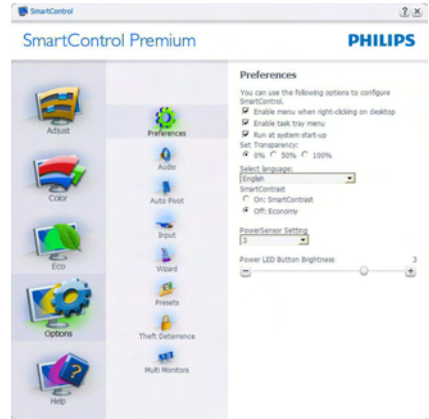 SmartControl
SmartControl Premium
PHILIPS
Adjust
Color
Eco
Options
Help
Preferences
Audio
Auto Pivot
Input
Wizard
Presets
Theft Deterrence
Multi Monitors
Preferences
You can use the following options to configure
SmartControl.
Enable menu when right-clicking on desktop
Enable task tray menu
Run at system start-up
Set Transparency:
0% 50% 100%
Select language:
English
SmartContrast
On: SmartContrast
Off: Economy
PowerSensor Setting
3
Power LED Button Brightness 3